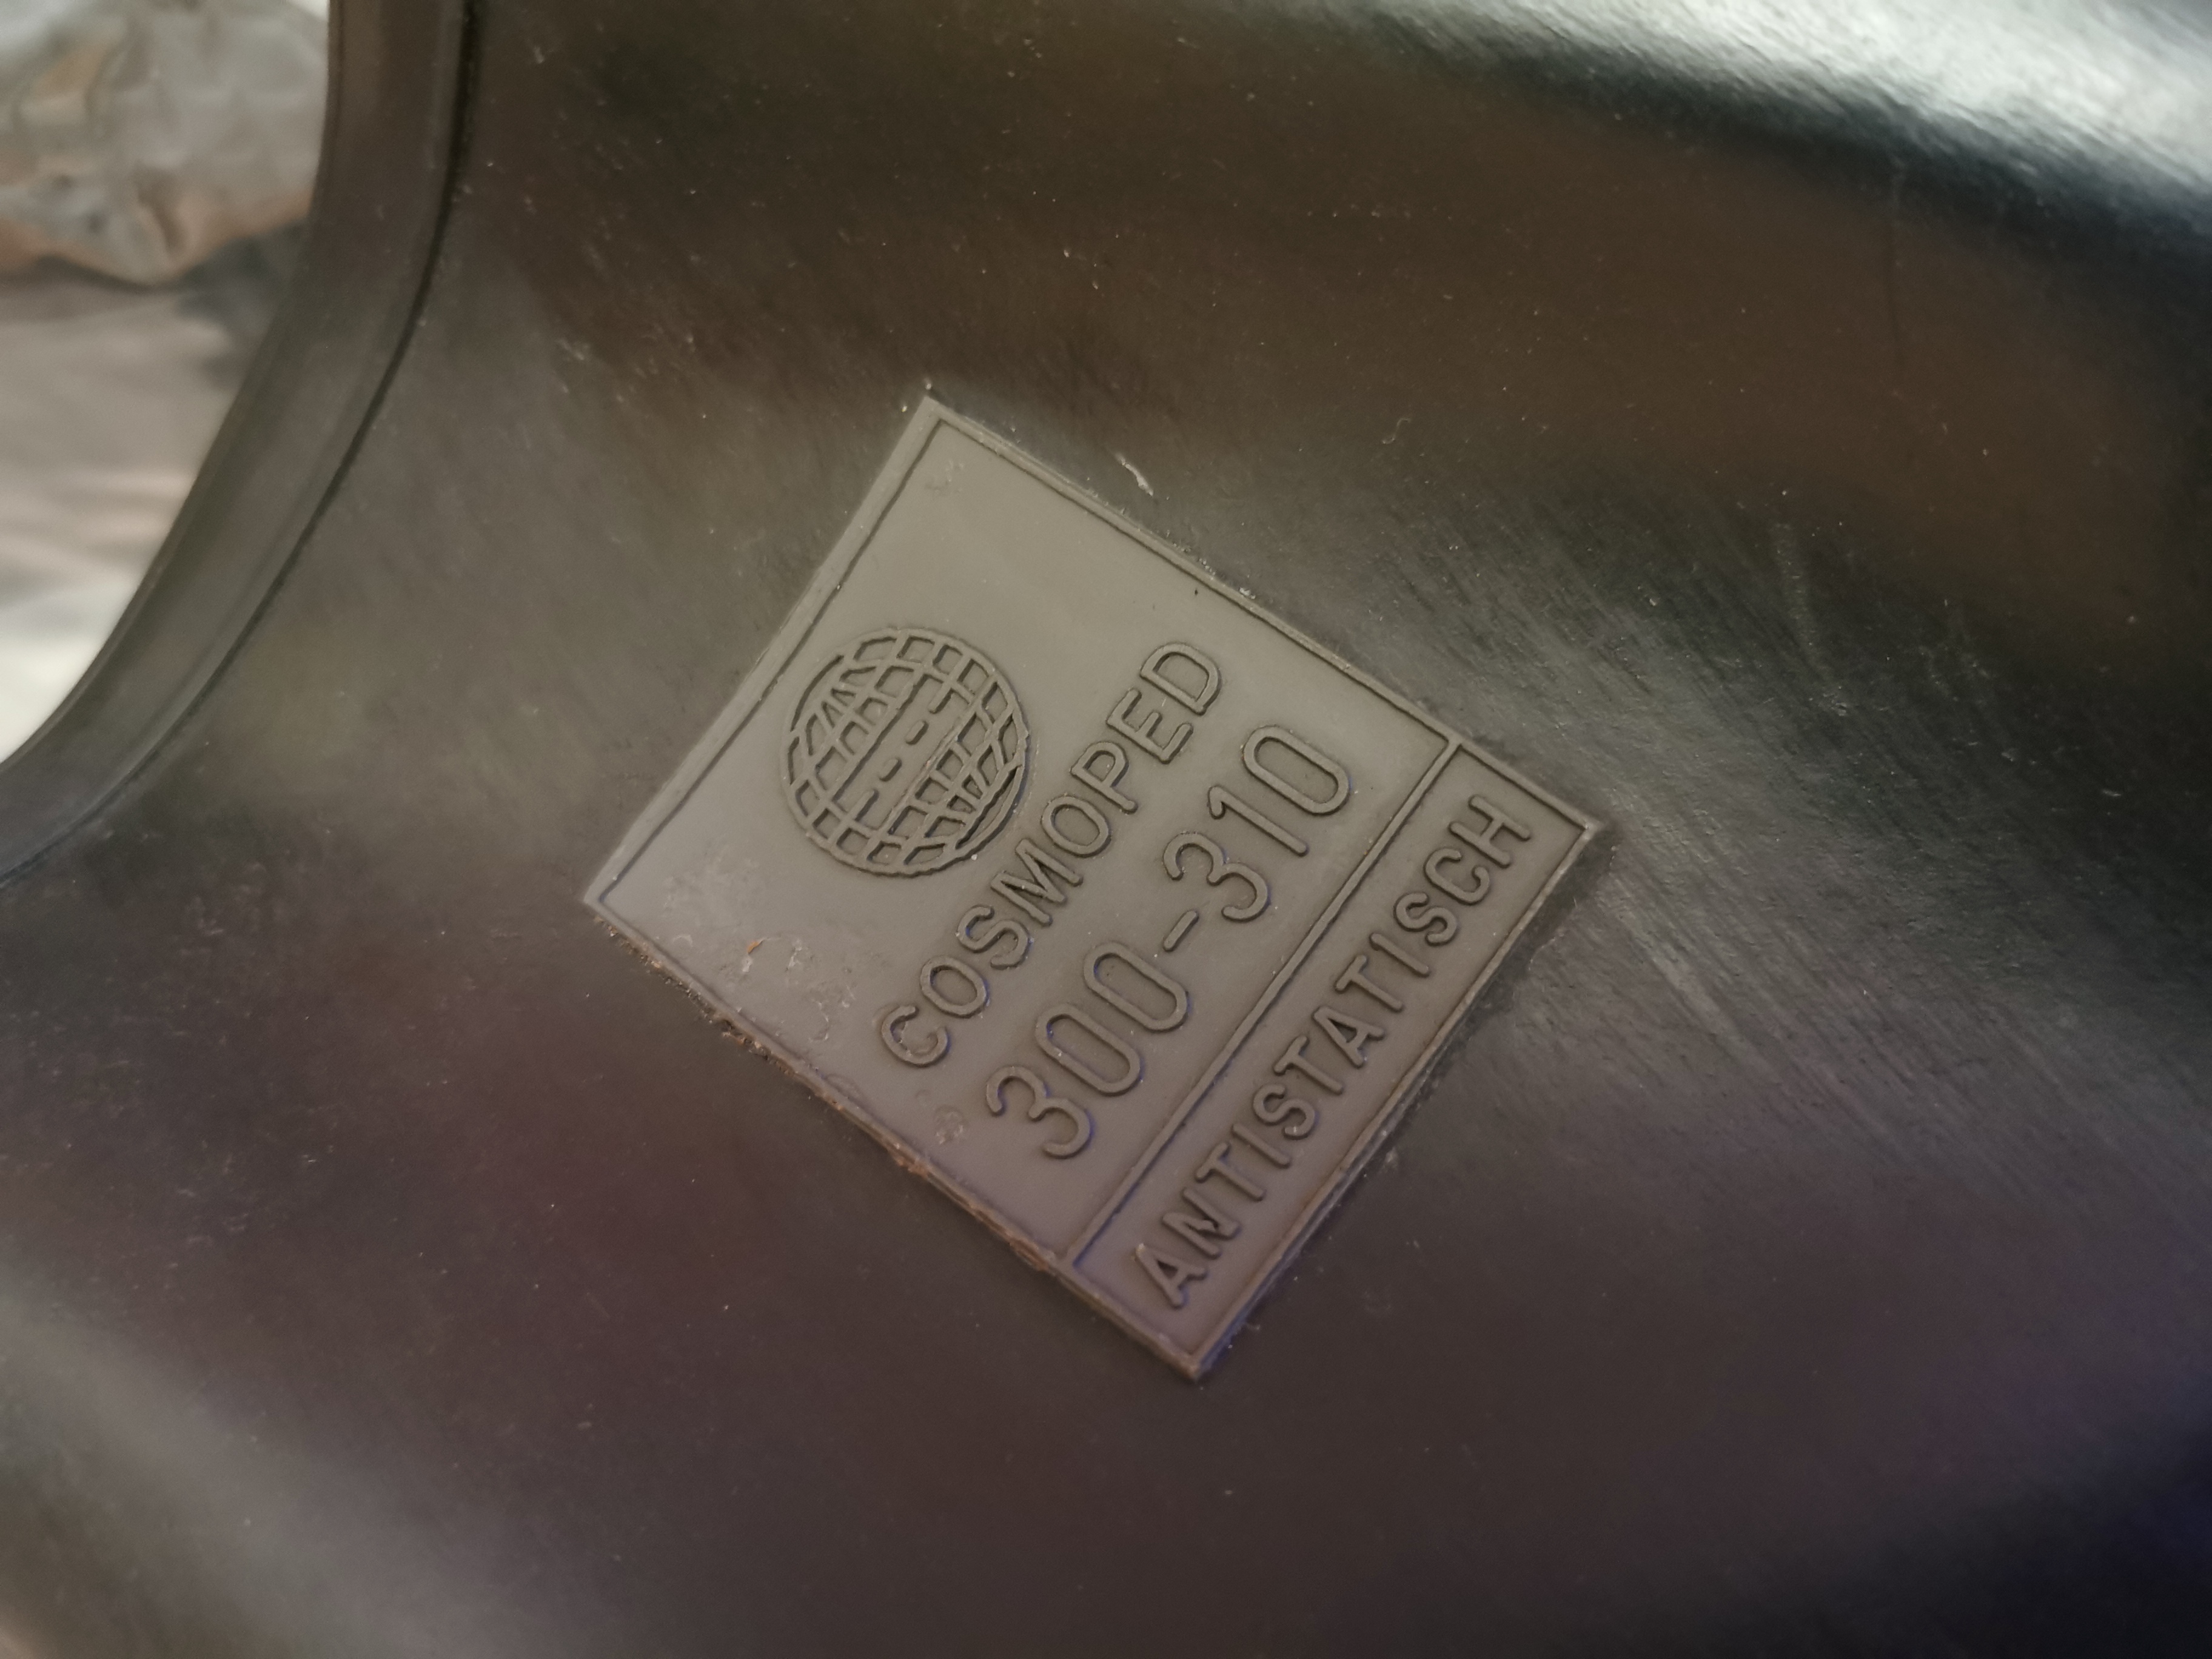 COSMOPED
300-310
ANTISTATISCH